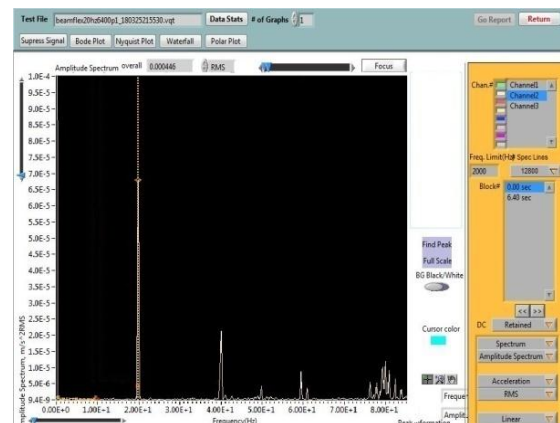 Test File beamflex20hz6400p1_180325215530.vqt Data Stats # of Graphs 1 Go Report Return
Supress Signal Bode Plot Nyquist Plot Waterfall Polar Plot
Amplitude Spectrum overall 0.000446 RMS Focus
1.0E-4
9.5E-5
9.0E-5
8.5E-5
8.0E-5
7.5E-5
7.0E-5
6.5E-5
6.0E-5
5.5E-5
5.0E-5
4.5E-5
4.0E-5
3.5E-5
3.0E-5
2.5E-5
2.0E-5
1.5E-5
1.0E-5
5.0E-6
9.4E-9
mplitude Spectrum, m/s^2RMS
0.00E+0 1.00E+1 2.00E+1 3.00E+1 4.00E+1 5.00E+1 6.00E+1 7.00E+1 8.00E+1
Frequency(Hz)
Find Peak
Full Scale
BG Black/White
Cursor color
Freque
Amplit
Chan.# Channel1
Channel2
Channel3
Freq. Limit(Hz) # Spec Lines
2000 12800
Block# 0.00 sec
6.40 sec
<< >>
DC Retained
Spectrum
Amplitude Spectrum
Acceleration
RMS
Linear